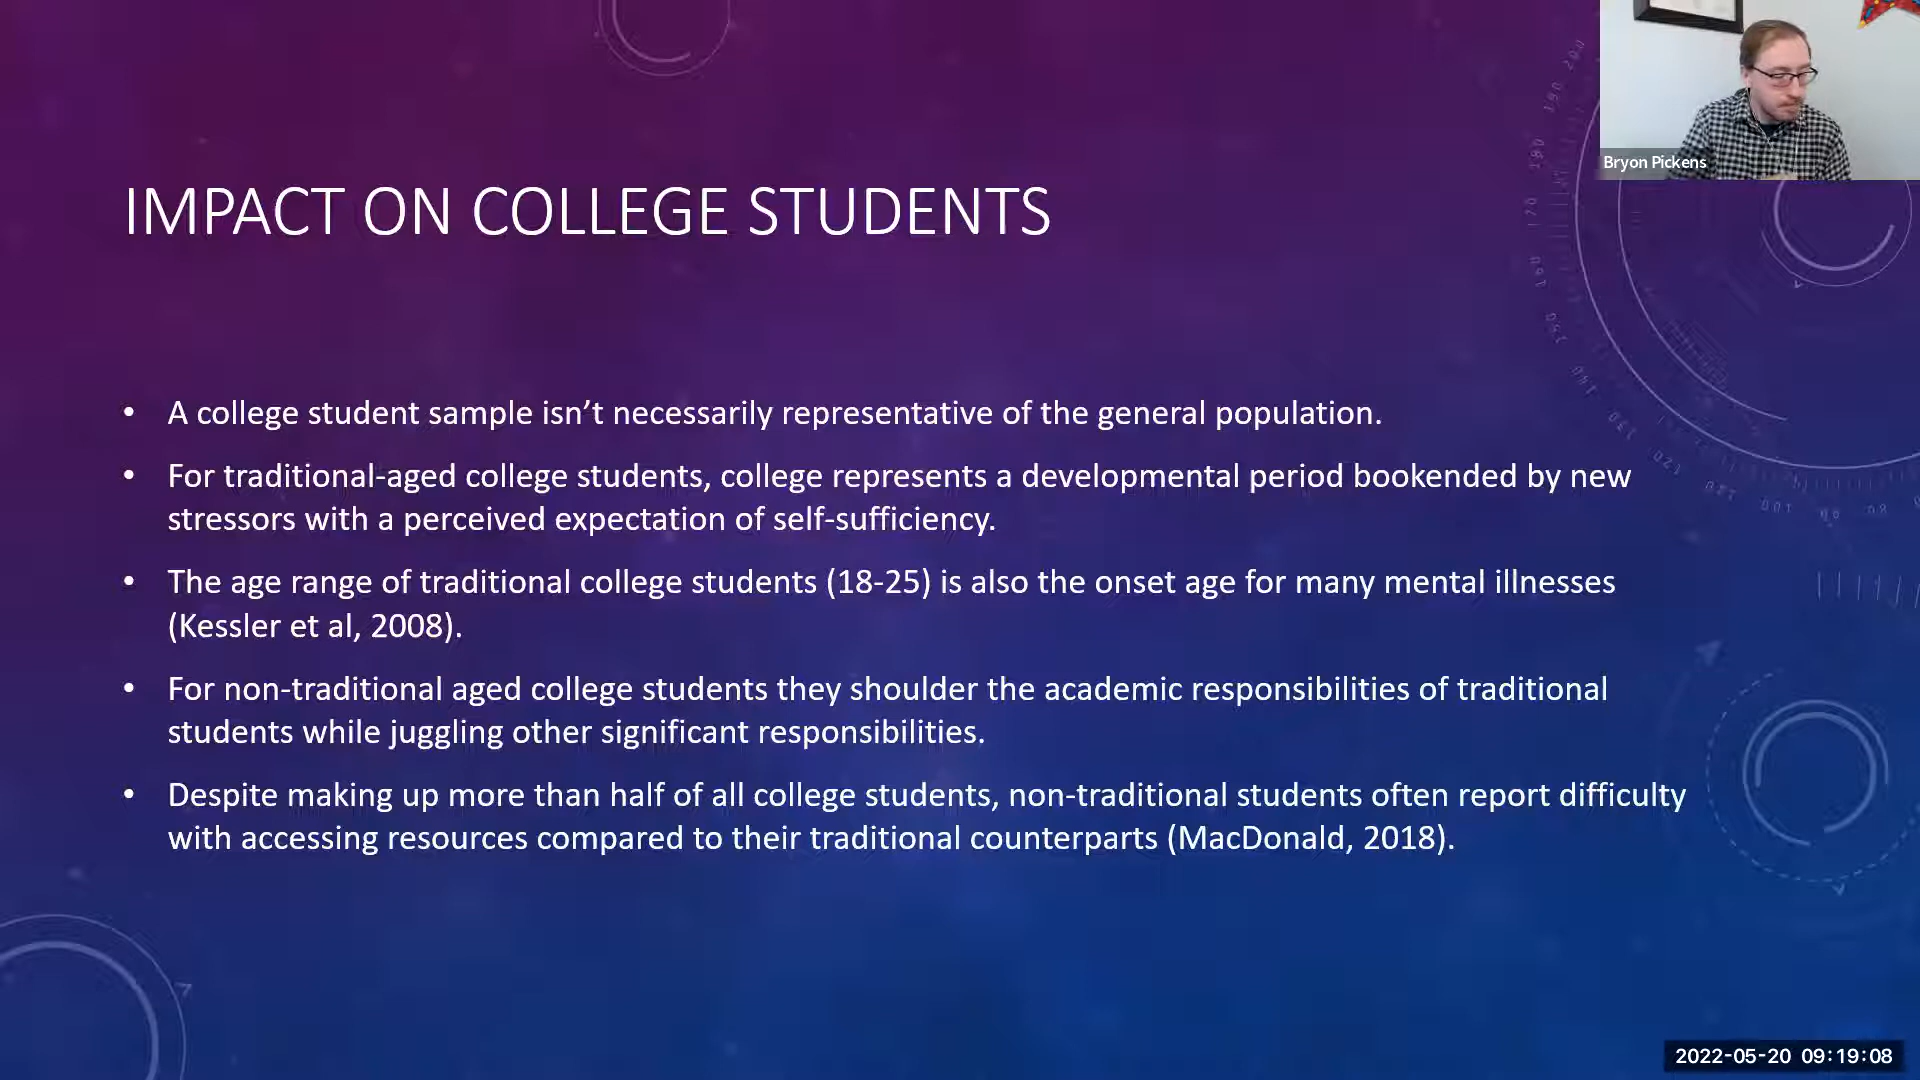 Bryon Pickens
IMPACT ON COLLEGE STUDENTS
• A college student sample isn't necessarily representative of the general population.
• For traditional-aged college students, college represents a developmental period bookended by new
stressors with a perceived expectation of self-sufficiency.
• The age range of traditional college students (18-25) is also the onset age for many mental illnesses
(Kessler et al, 2008).
• For non-traditional aged college students they shoulder the academic responsibilities of traditional
students while juggling other significant responsibilities.
• Despite making up more than half of all college students, non-traditional students often report difficulty
with accessing resources compared to their traditional counterparts (MacDonald, 2018).
2022-05-20 09:19:08